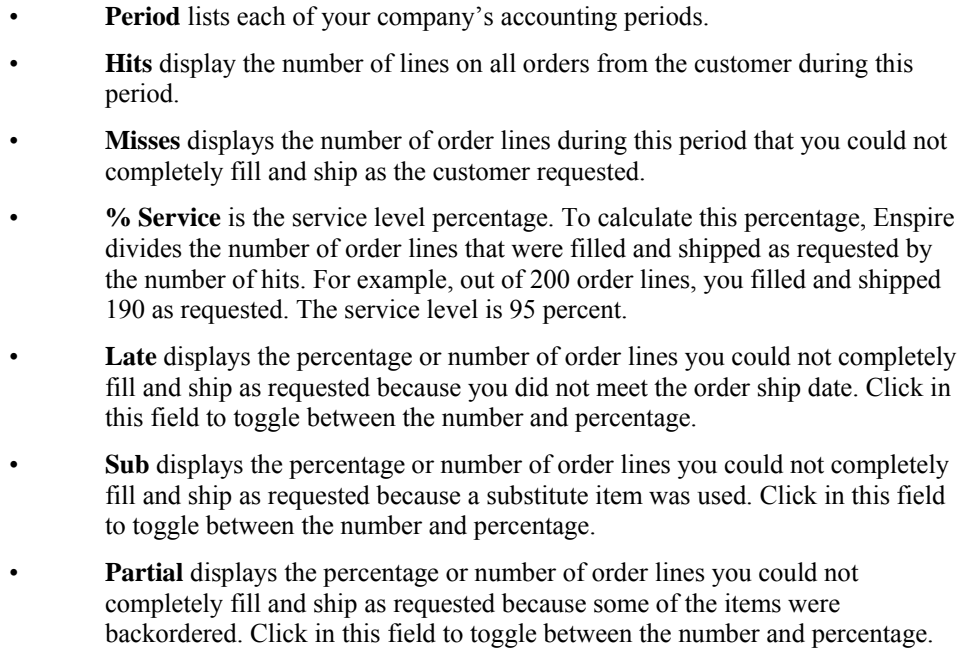 • Period lists each of your company’s accounting periods.
• Hits display the number of lines on all orders from the customer during this
period.
• Misses displays the number of order lines during this period that you could not
completely fill and ship as the customer requested.
• % Service is the service level percentage. To calculate this percentage, Enspire
divides the number of order lines that were filled and shipped as requested by
the number of hits. For example, out of 200 order lines, you filled and shipped
190 as requested. The service level is 95 percent.
• Late displays the percentage or number of order lines you could not completely
fill and ship as requested because you did not meet the order ship date. Click in
this field to toggle between the number and percentage.
• Sub displays the percentage or number of order lines you could not completely
fill and ship as requested because a substitute item was used. Click in this field
to toggle between the number and percentage.
• Partial displays the percentage or number of order lines you could not
completely fill and ship as requested because some of the items were
backordered. Click in this field to toggle between the number and percentage.